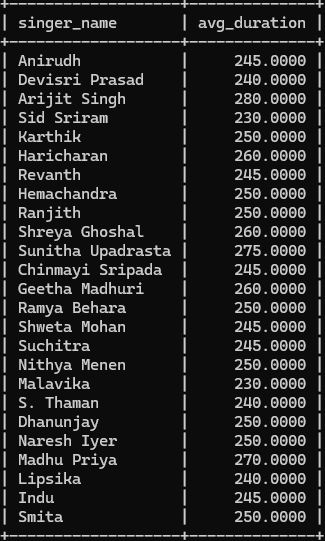 | singer_name | avg_duration |
| Anirudh | 245.0000 |
| Devisri Prasad | 240.0000 |
| Arijit Singh | 280.0000 |
| Sid Sriram | 230.0000 |
| Karthik | 250.0000 |
| Haricharan | 260.0000 |
| Revanth | 245.0000 |
| Hemachandra | 250.0000 |
| Ranjith | 250.0000 |
| Shreya Ghoshal | 260.0000 |
| Sunitha Upadrasta | 275.0000 |
| Chinmayi Sripada | 245.0000 |
| Geetha Madhuri | 260.0000 |
| Ramya Behara | 250.0000 |
| Shweta Mohan | 245.0000 |
| Suchitra | 245.0000 |
| Nithya Menen | 250.0000 |
| Malavika | 230.0000 |
| S. Thaman | 240.0000 |
| Dhanunjay | 250.0000 |
| Naresh Iyer | 250.0000 |
| Madhu Priya | 270.0000 |
| Lipsika | 240.0000 |
| Indu | 245.0000 |
| Smita | 250.0000 |